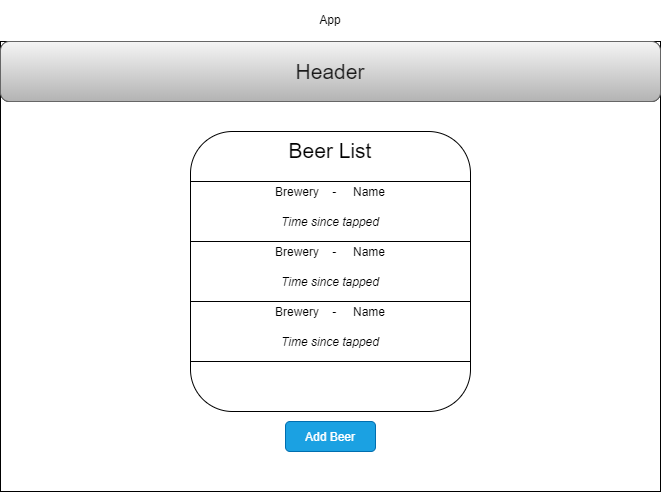 App
Header
Beer List
Brewery - Name
Time since tapped
Brewery - Name
Time since tapped
Brewery - Name
Time since tapped
Add Beer